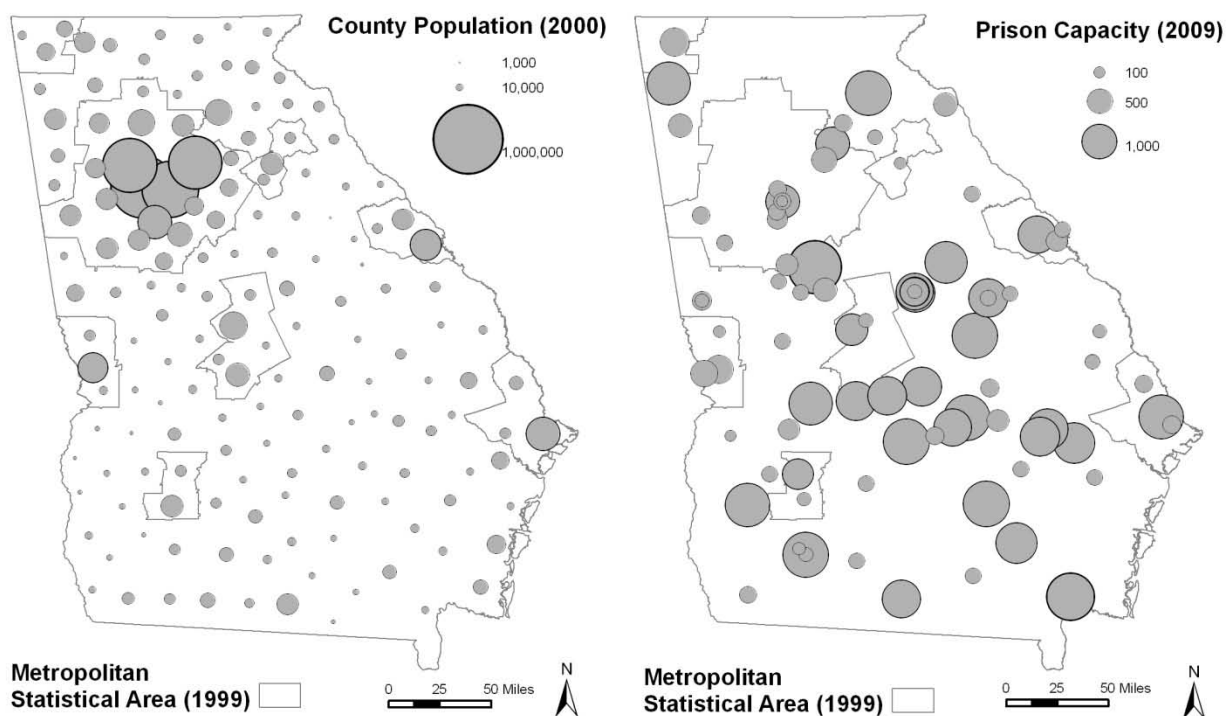 County Population (2000)
1,000
10,000
1,000,000
Metropolitan
Statistical Area (1999)
0 25 50 Miles
N
Prison Capacity (2009)
100
500
1,000
Metropolitan
Statistical Area (1999)
0 25 50 Miles
N